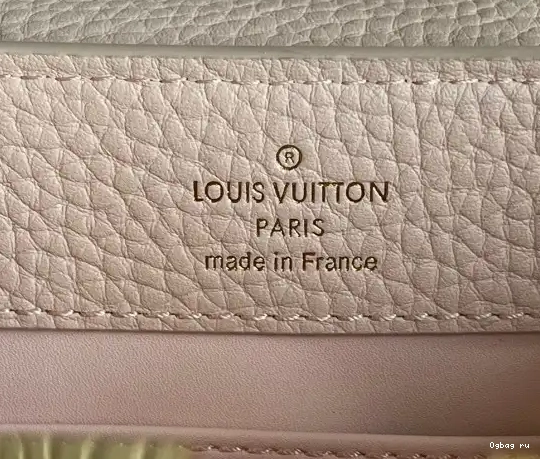 ®
LOUIS VUITTON
PARIS
made in France
Ogbag ru